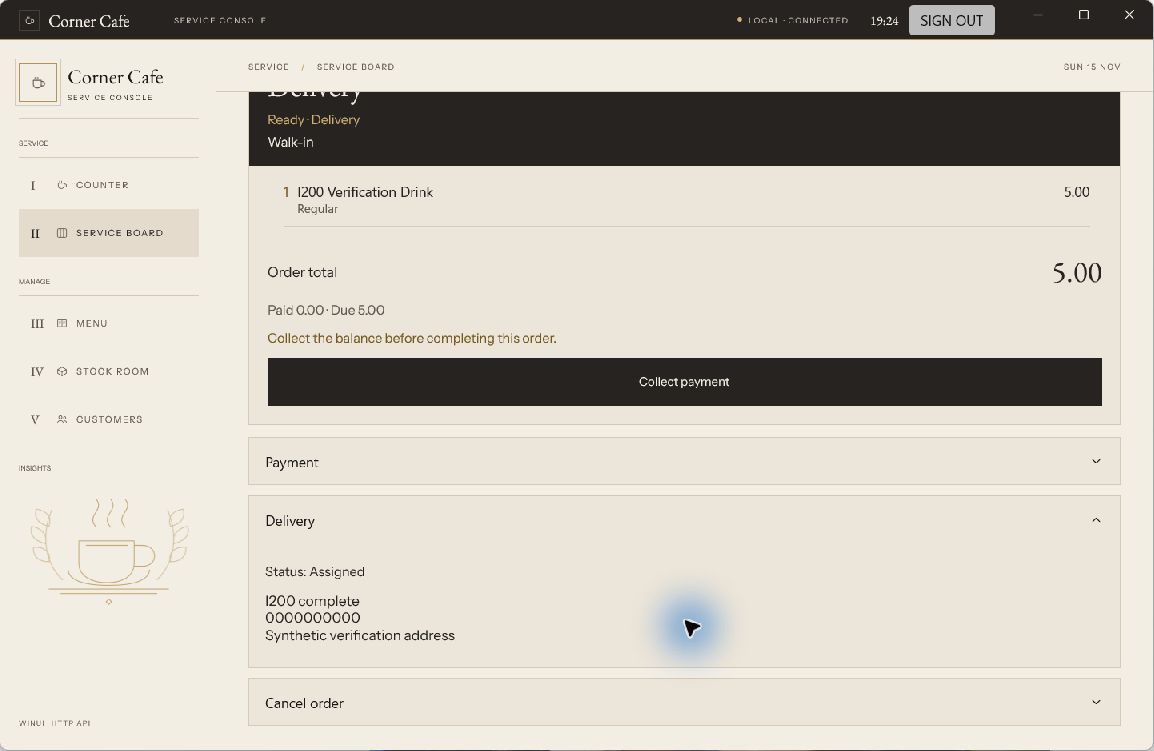 Corner Cafe
SERVICE CONSOLE
LOCAL · CONNECTED
19:24
SIGN OUT
Corner Cafe
SERVICE CONSOLE
SERVICE / SERVICE BOARD
SUN 15 NOV
SERVICE
I COUNTER
II SERVICE BOARD
MANAGE
III MENU
IV STOCK ROOM
V CUSTOMERS
INSIGHTS
WINUI HTTP API
Delivery
Ready · Delivery
Walk-in
1 I200 Verification Drink 5.00
Regular
Order total 5.00
Paid 0.00 · Due 5.00
Collect the balance before completing this order.
Collect payment
Payment
Delivery
Status: Assigned
I200 complete
0000000000
Synthetic verification address
Cancel order